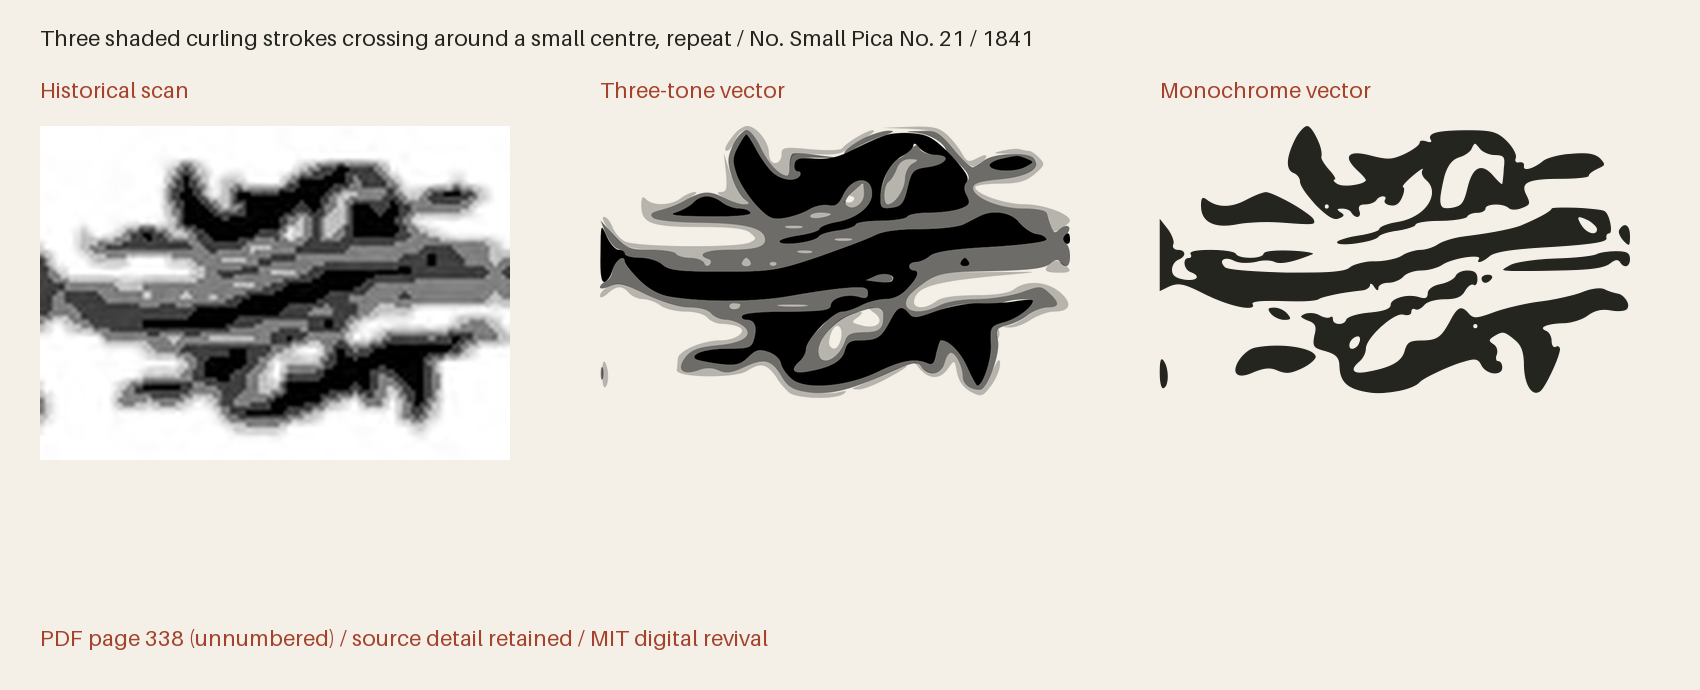 Three shaded curling strokes crossing around a small centre, repeat / No. Small Pica No. 21 / 1841
Historical scan
Three-tone vector
Monochrome vector
PDF page 338 (unnumbered) / source detail retained / MIT digital revival